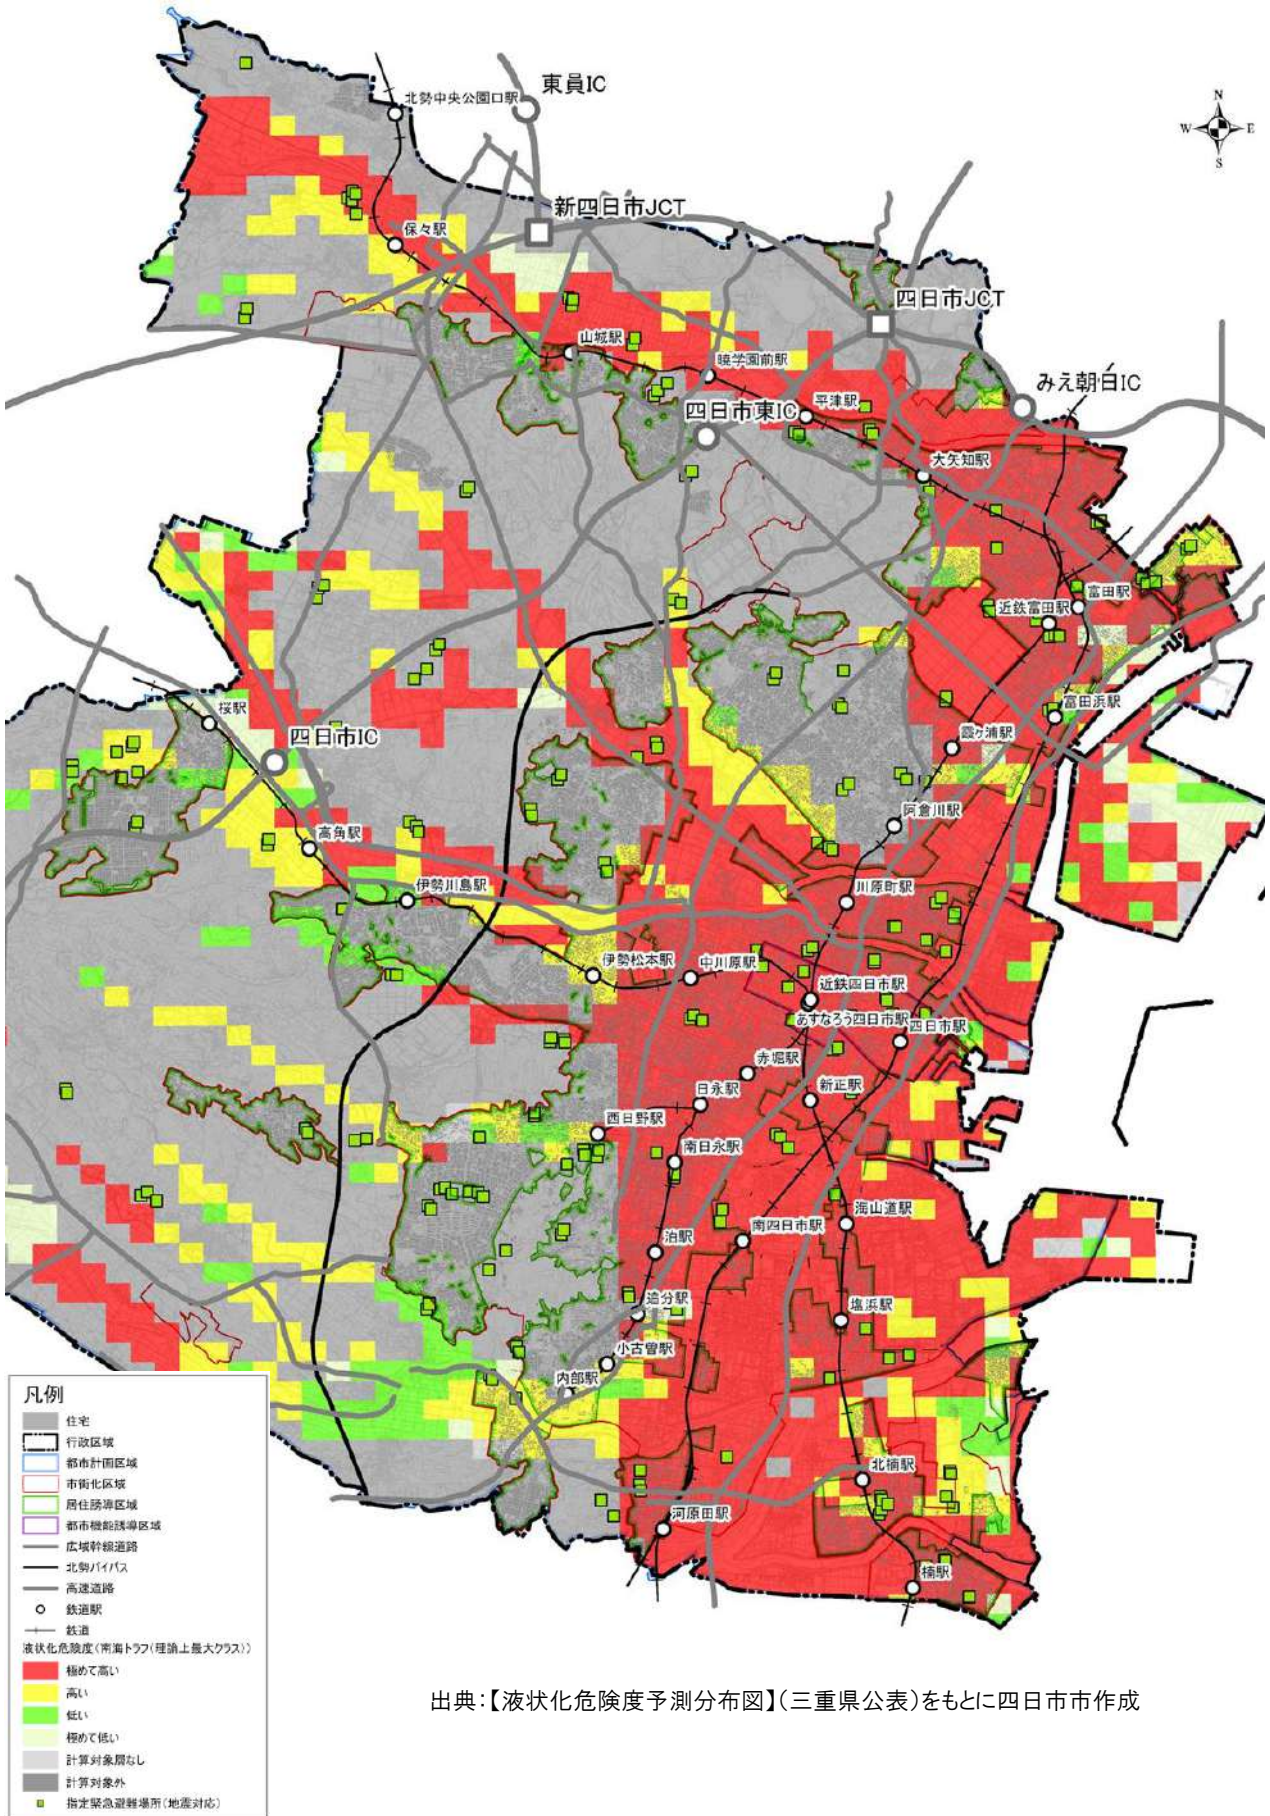 N
W
E
S
東員IC
北勢中央公園口駅
新四日市JCT
保々駅
四日市JCT
山城駅
暁学園前駅
みえ朝日IC
平津駅
四日市東IC
大矢知駅
富田駅
近鉄富田駅
桜駅
富田浜駅
四日市IC
霞ヶ浦駅
阿倉川駅
高角駅
伊勢川島駅
川原町駅
伊勢松本駅
中川原駅
近鉄四日市駅
あすなろう四日市駅
四日市駅
赤堀駅
日永駅
新正駅
西日野駅
南日永駅
海山道駅
南四日市駅
泊駅
追分駅
塩浜駅
小古曽駅
内部駅
北楠駅
河原田駅
楠駅
凡例
住宅
行政区域
都市計画区域
市街化区域
居住誘導区域
都市機能誘導区域
広域幹線道路
北勢バイパス
高速道路
鉄道駅
鉄道
液状化危険度(南海トラフ(理論上最大クラス))
極めて高い
高い
低い
極めて低い
計算対象層なし
計算対象外
指定緊急避難場所(地震対応)
出典:【液状化危険度予測分布図】(三重県公表)をもとに四日市市作成